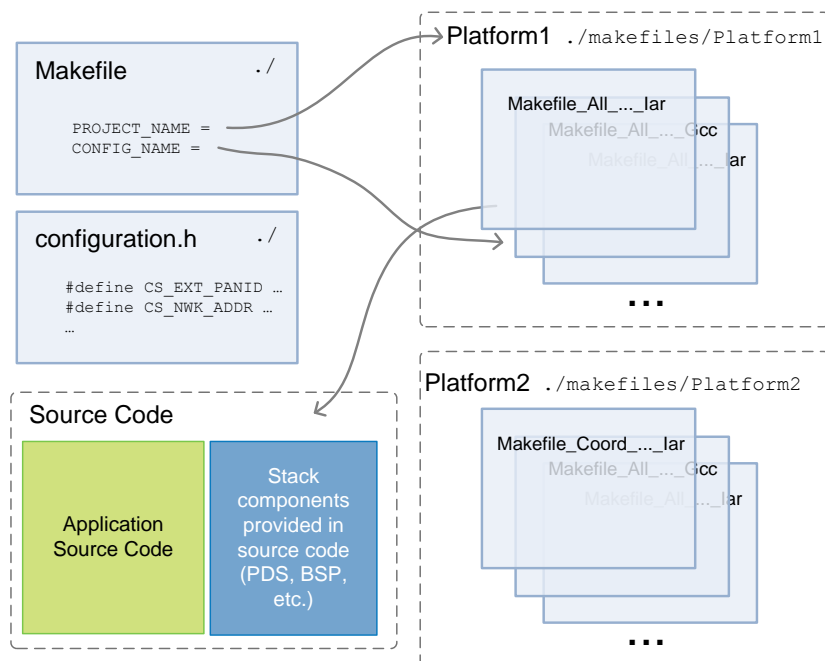 Makefile ./
PROJECT_NAME =
CONFIG_NAME =
configuration.h ./
#define CS_EXT_PANID …
#define CS_NWK_ADDR …
…
Source Code
Application
Source Code
Stack
components
provided in
source code
(PDS, BSP,
etc.)
Platform1 ./makefiles/Platform1
Makefile_All_..._Iar
Makefile_All_..._Gcc
Makefile_All_..._Iar
...
Platform2 ./makefiles/Platform2
Makefile_Coord_..._Iar
Makefile_All_..._Gcc
Makefile_All_..._Iar
...